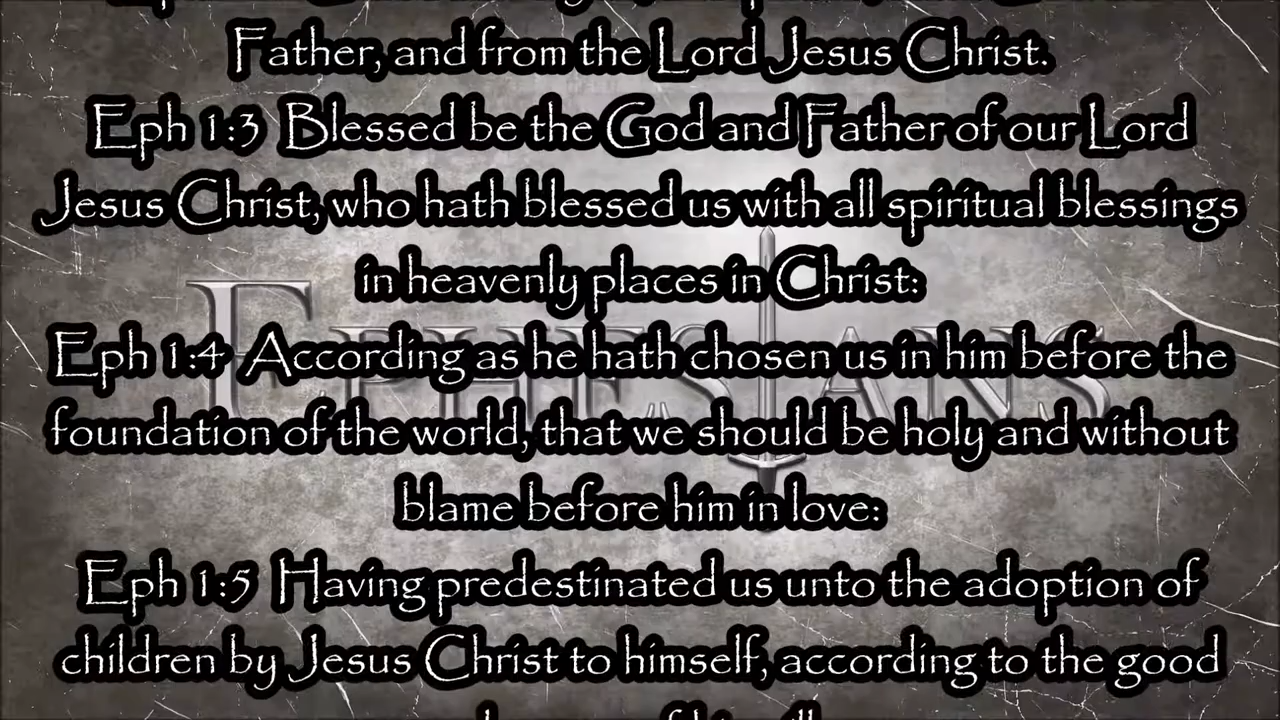 Father, and from the Lord Jesus Christ.
Eph 1:3 Blessed be the God and Father of our Lord
Jesus Christ, who hath blessed us with all spiritual blessings
in heavenly places in Christ:
Eph 1:4 According as he hath chosen us in him before the
foundation of the world, that we should be holy and without
blame before him in love:
Eph 1:5 Having predestinated us unto the adoption of
children by Jesus Christ to himself, according to the good
EPHESIANS